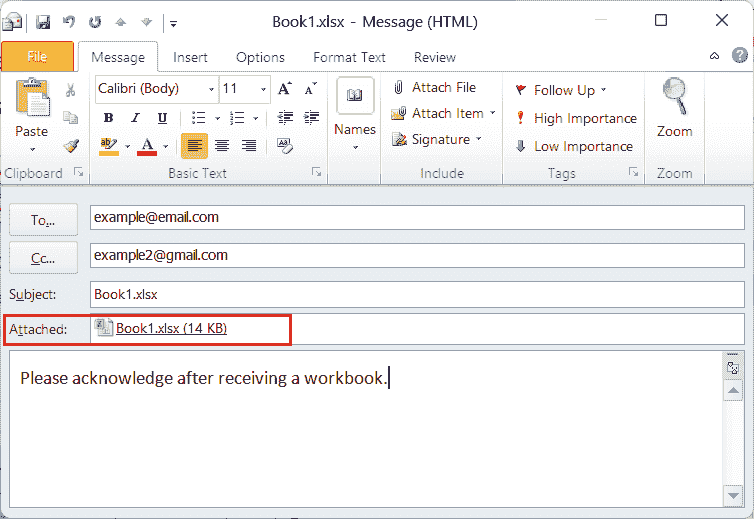 Book1.xlsx - Message (HTML)
File Message Insert Options Format Text Review
Calibri (Body) 11 A A
Attach File
Follow Up
Attach Item
High Importance
Paste
B I U
Names
Signature
Low Importance
Zoom
ab A
Clipboard Basic Text Include Tags Zoom
To... example@email.com
Cc... example2@gmail.com
Subject: Book1.xlsx
Attached: Book1.xlsx (14 KB)
Please acknowledge after receiving a workbook.